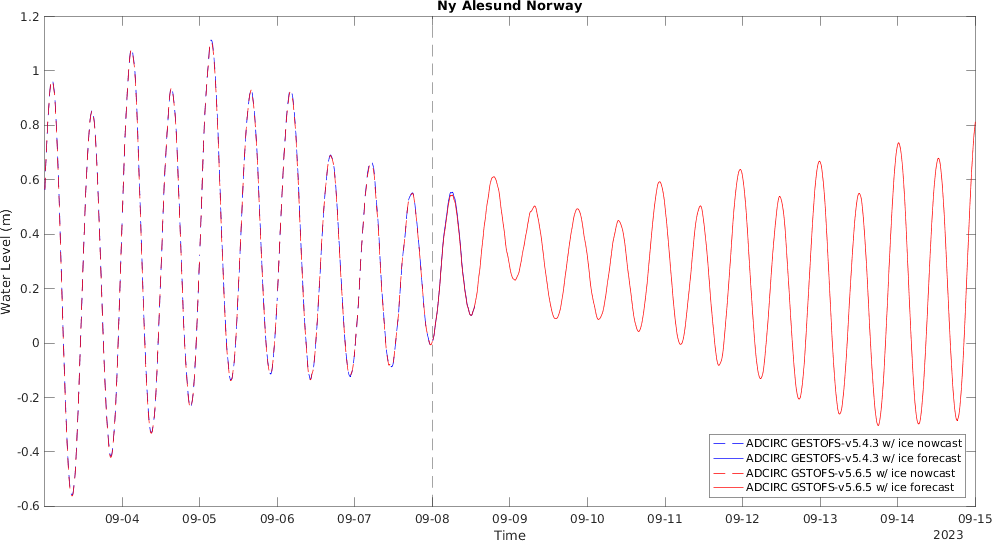 Ny Alesund Norway
1.2
1
0.8
0.6
0.4
0.2
0
-0.2
-0.4
-0.6
Water Level (m)
ADCIRC GESTOFS-v5.4.3 w/ ice nowcast
ADCIRC GESTOFS-v5.4.3 w/ ice forecast
ADCIRC GSTOFS-v5.6.5 w/ ice nowcast
ADCIRC GSTOFS-v5.6.5 w/ ice forecast
09-04 09-05 09-06 09-07 09-08 09-09 09-10 09-11 09-12 09-13 09-14 09-15
Time
2023